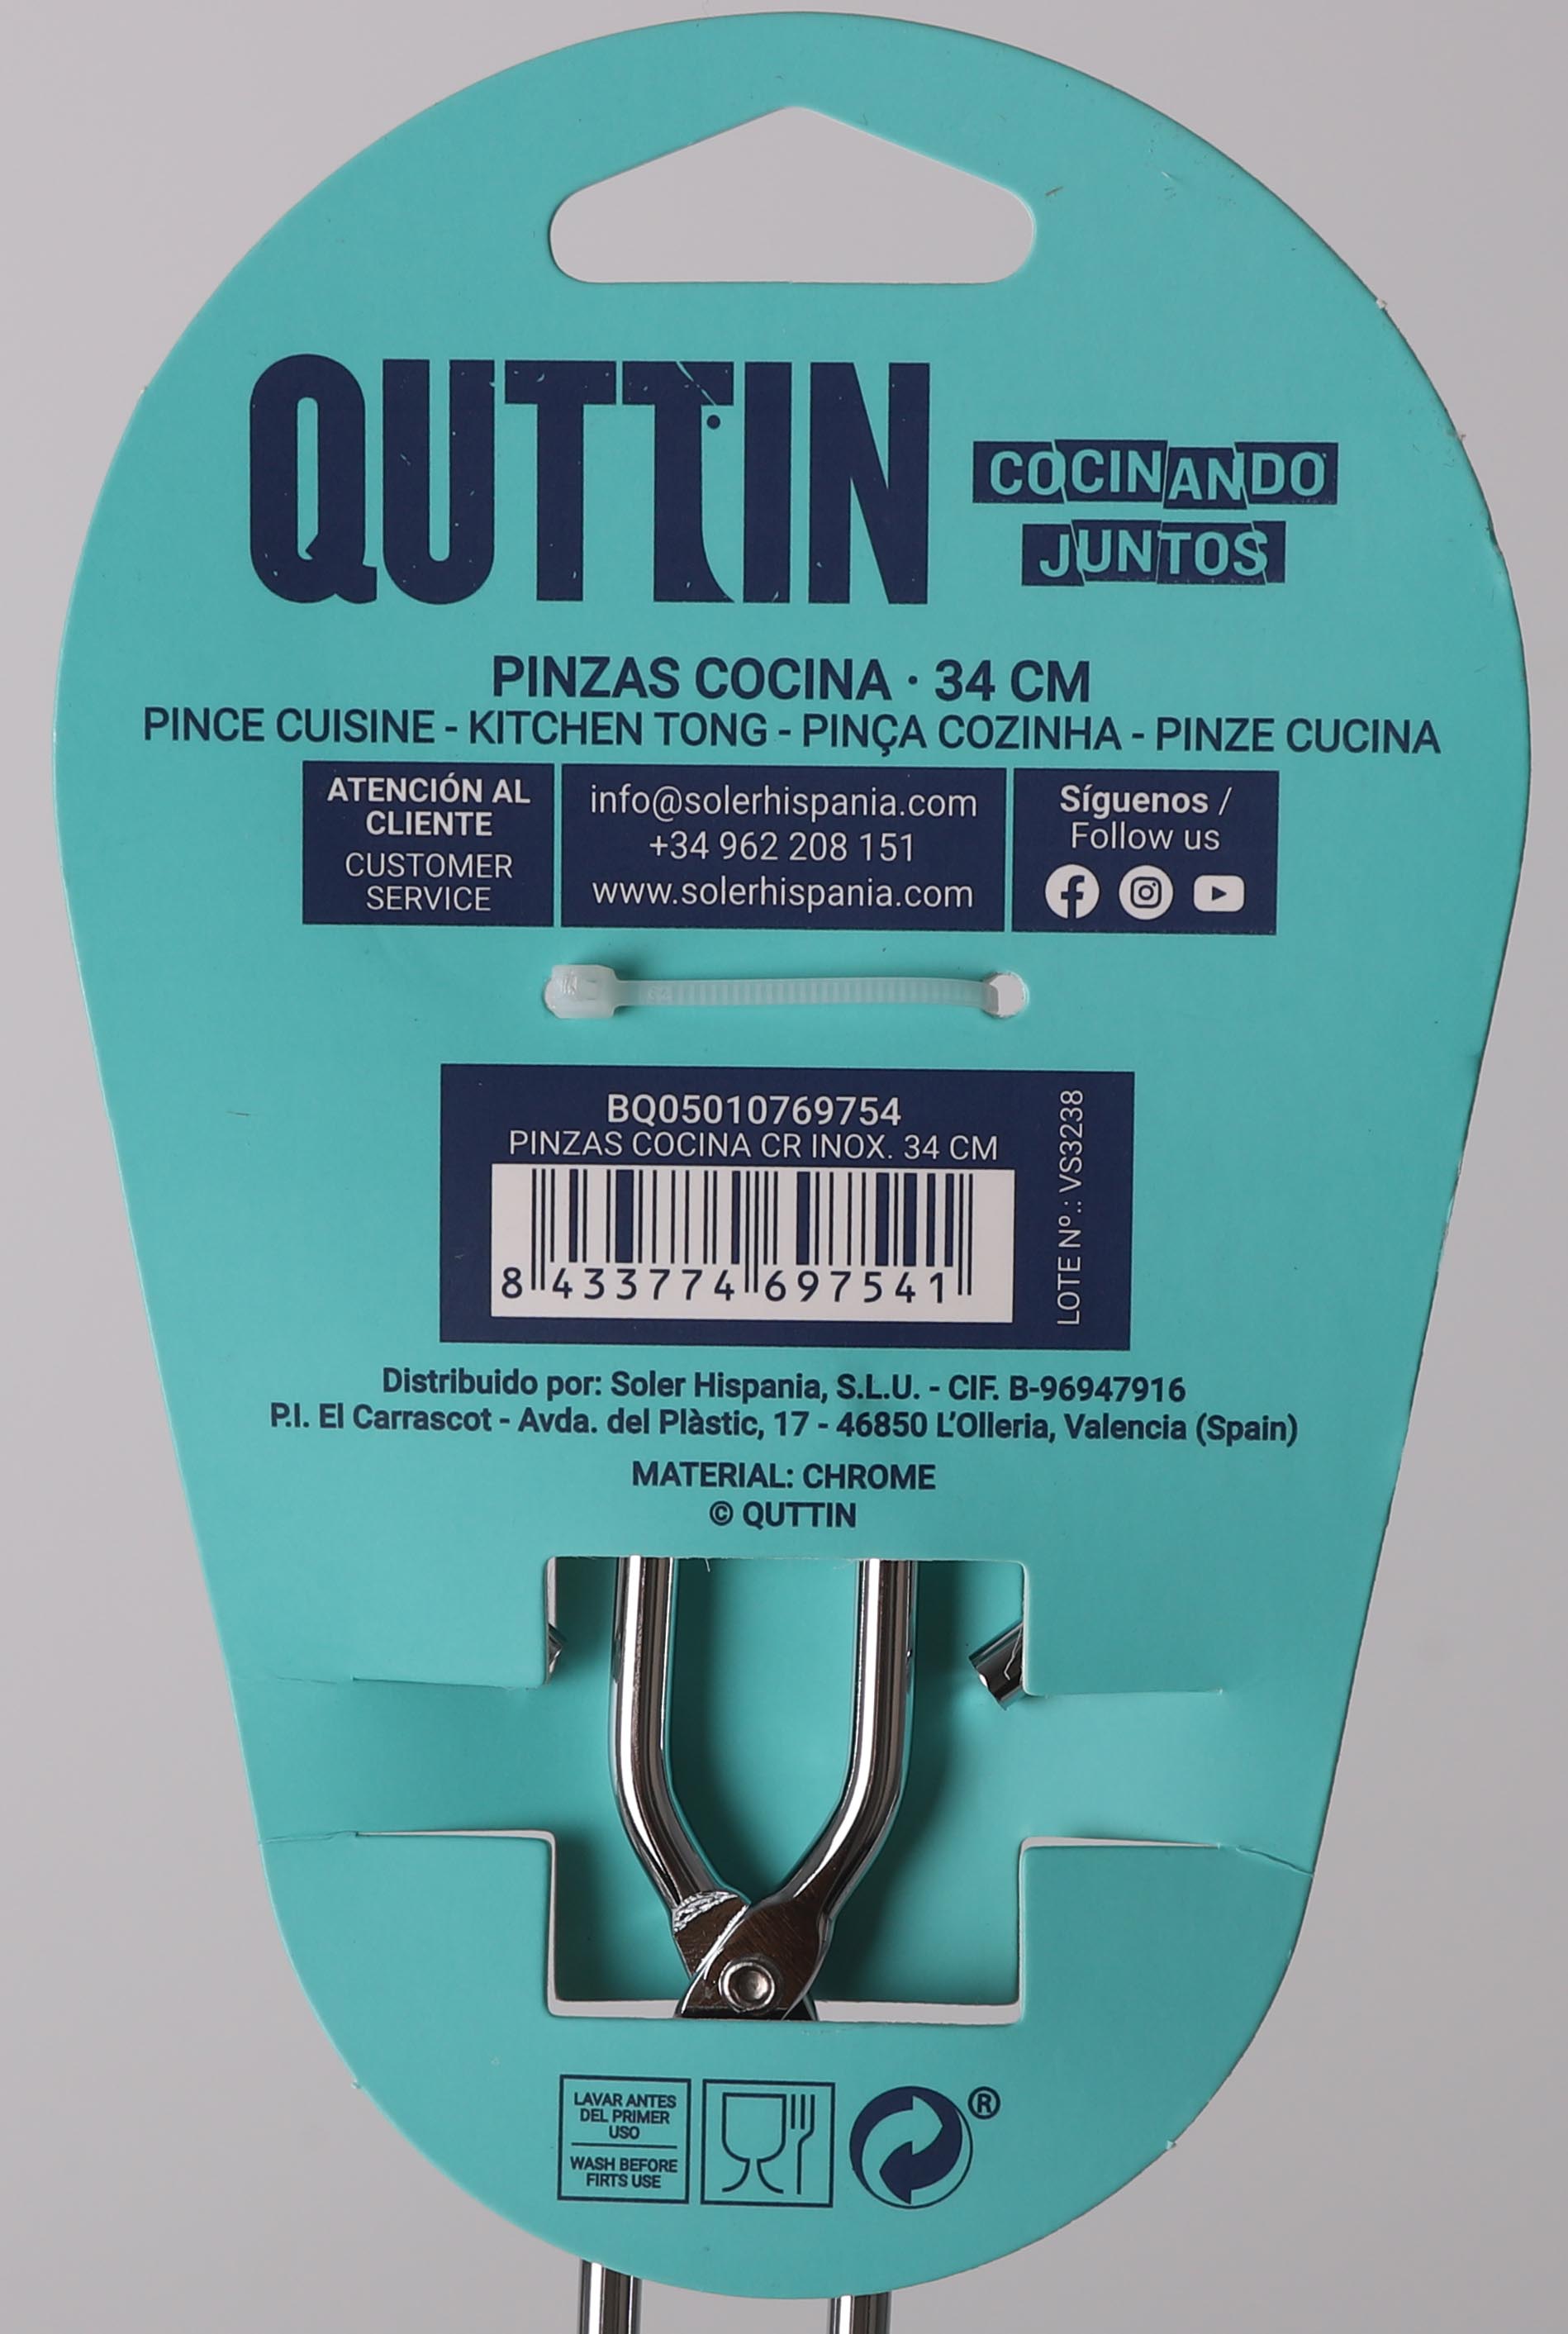 QUTTIN
COCINANDO
JUNTOS
PINZAS COCINA · 34 CM
PINCE CUISINE - KITCHEN TONG - PINÇA COZINHA - PINZE CUCINA
ATENCIÓN AL
CLIENTE
CUSTOMER
SERVICE
info@solerhispania.com
+34 962 208 151
www.solerhispania.com
Síguenos /
Follow us
BQ05010769754
PINZAS COCINA CR INOX. 34 CM
8 433774 697541
LOTE Nº.: VS3238
Distribuido por: Soler Hispania, S.L.U. - CIF. B-96947916
P.I. El Carrascot - Avda. del Plàstic, 17 - 46850 L'Olleria, Valencia (Spain)
MATERIAL: CHROME
© QUTTIN
LAVAR ANTES
DEL PRIMER
USO
WASH BEFORE
FIRTS USE
®